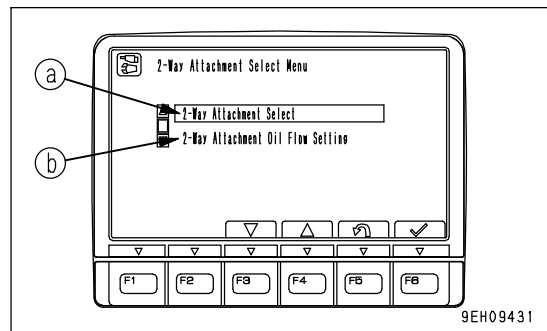 2-Way Attachment Select Menu
a
2-Way Attachment Select
b
2-Way Attachment Oil Flow Setting
F1 F2 F3 F4 F5 F6
9EH09431